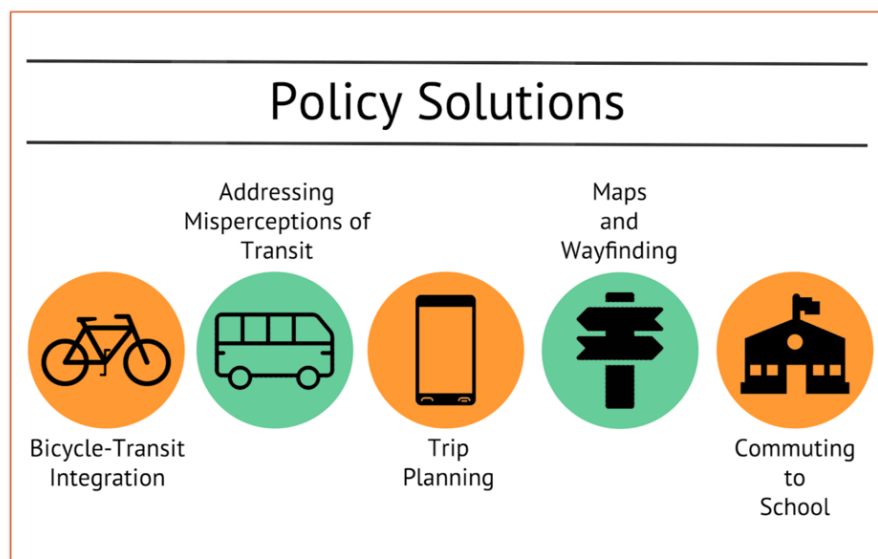 Policy Solutions
Addressing
Misperceptions of
Transit
Maps
and
Wayfinding
Bicycle-Transit
Integration
Trip
Planning
Commuting
to
School